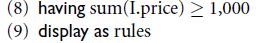 (8) having sum(I.price) ≥ 1,000
(9) display as rules